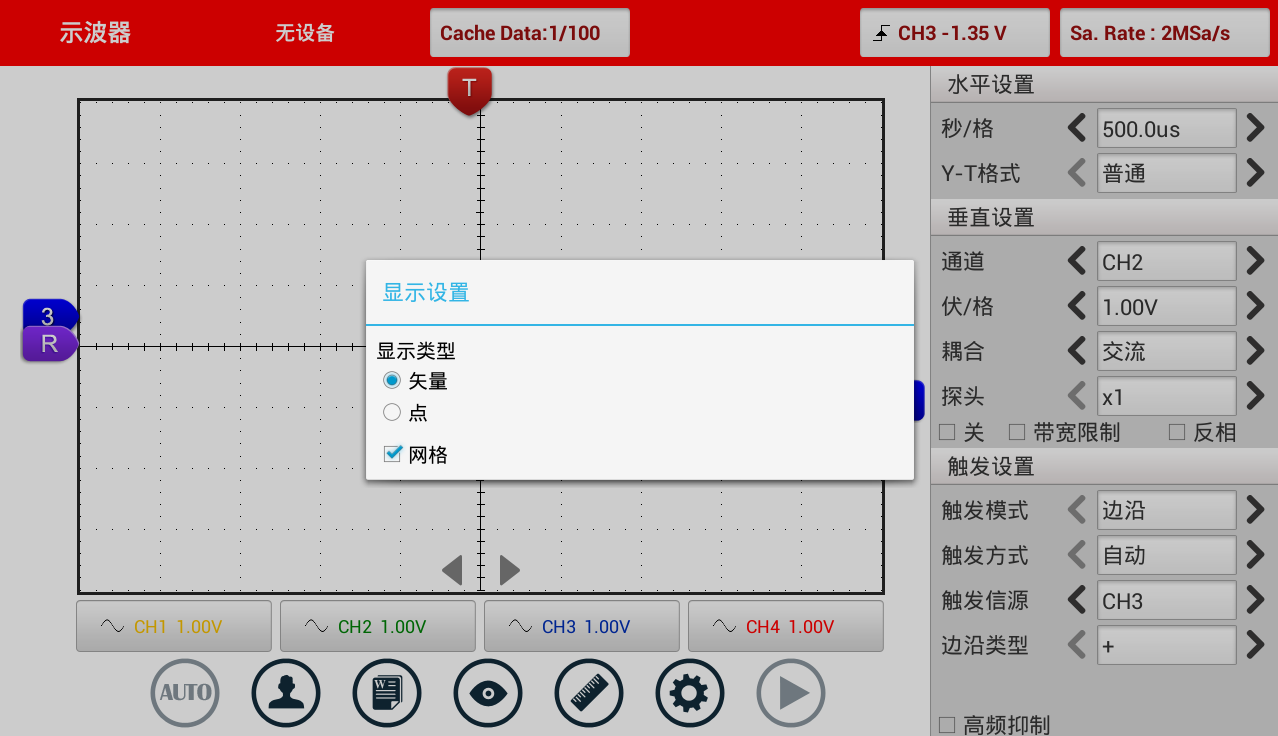 示波器
无设备
Cache Data:1/100
CH3 -1.35 V
Sa. Rate : 2MSa/s
T
3
R
显示设置
显示类型
矢量
点
网格
CH1 1.00V
CH2 1.00V
CH3 1.00V
CH4 1.00V
AUTO
W
水平设置
秒/格 500.0us
Y-T格式 普通
垂直设置
通道 CH2
伏/格 1.00V
耦合 交流
探头 x1
关 带宽限制 反相
触发设置
触发模式 边沿
触发方式 自动
触发信源 CH3
边沿类型 +
高频抑制